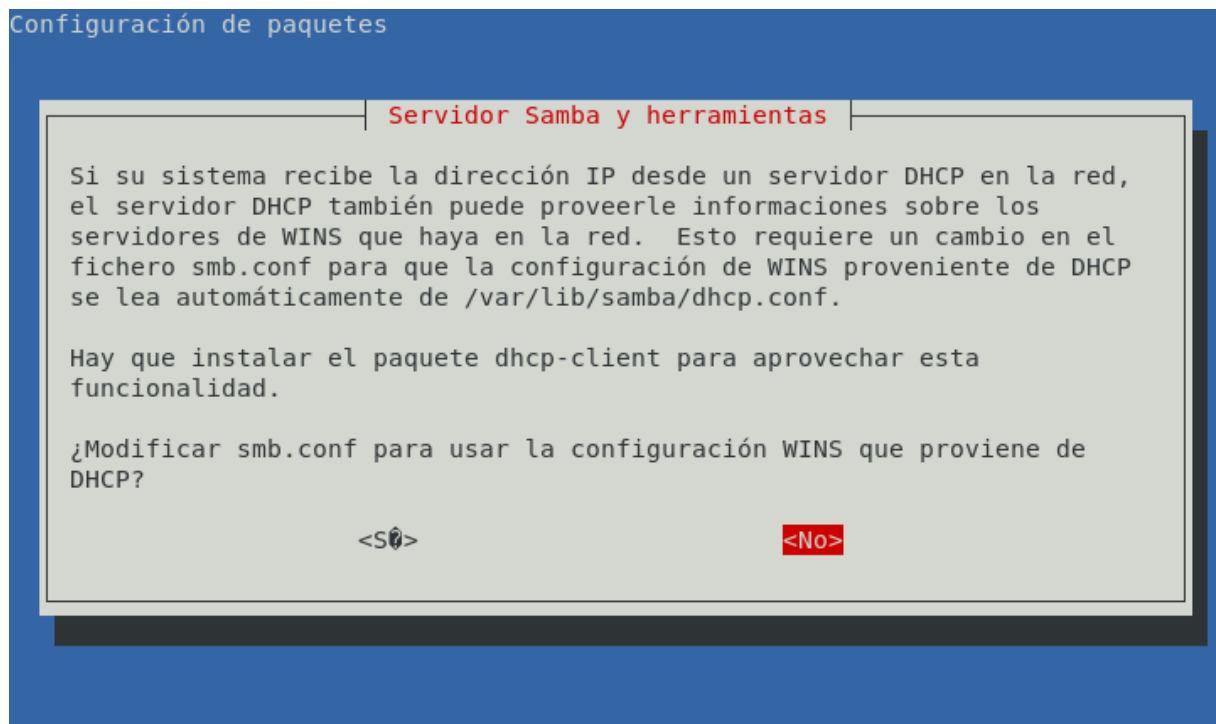 Configuración de paquetes
Servidor Samba y herramientas
Si su sistema recibe la dirección IP desde un servidor DHCP en la red,
el servidor DHCP también puede proveerle informaciones sobre los
servidores de WINS que haya en la red.  Esto requiere un cambio en el
fichero smb.conf para que la configuración de WINS proveniente de DHCP
se lea automáticamente de /var/lib/samba/dhcp.conf.
Hay que instalar el paquete dhcp-client para aprovechar esta
funcionalidad.
¿Modificar smb.conf para usar la configuración WINS que proviene de
DHCP?
<S�> <No>